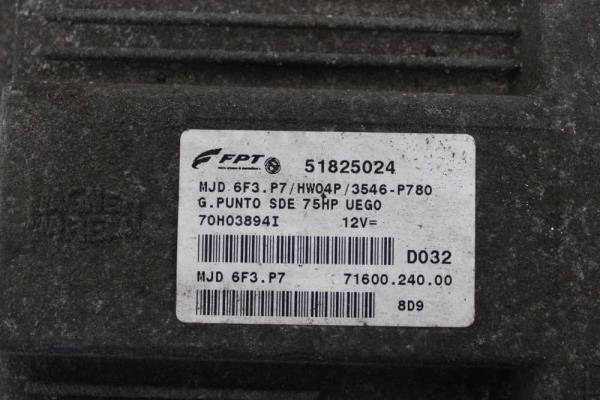 FPT 51825024
MJD 6F3.P7/HW04P/3546-P780
G.PUNTO SDE 75HP UEGO
70H03894I 12V=
D032
MJD 6F3.P7 71600.240.00
8D9